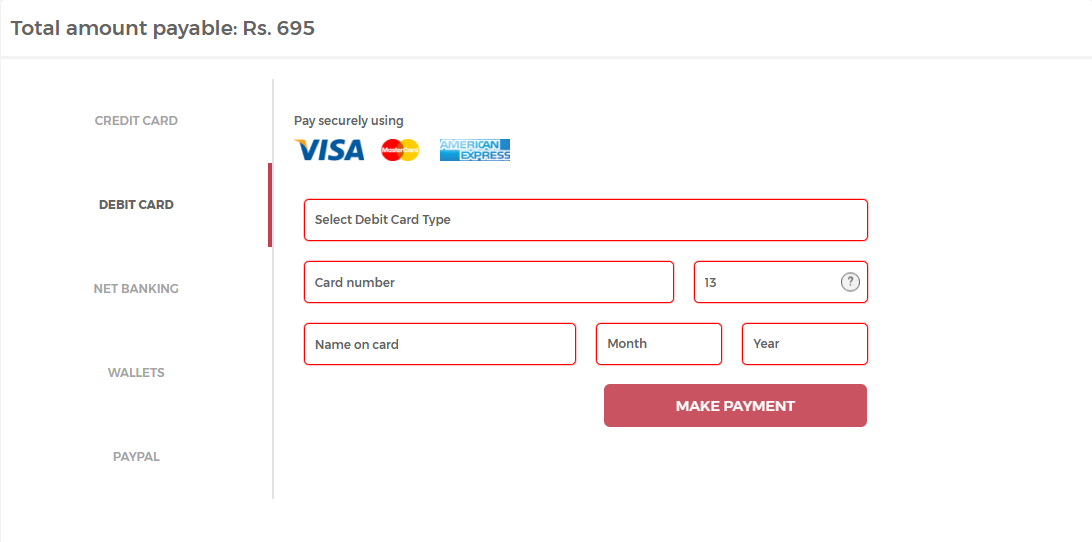 Total amount payable: Rs. 695
CREDIT CARD
DEBIT CARD
NET BANKING
WALLETS
PAYPAL
Pay securely using
VISA MasterCard AMERICAN EXPRESS
Select Debit Card Type
Card number 13 ?
Name on card Month Year
MAKE PAYMENT